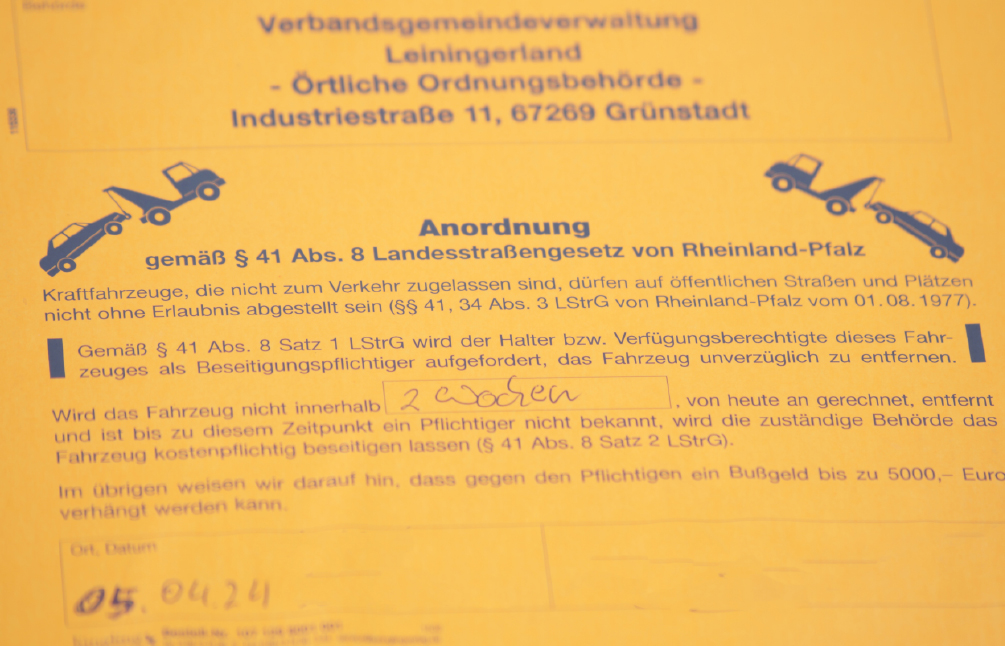 Behörde
Verbandsgemeindeverwaltung
Leiningerland
- Örtliche Ordnungsbehörde -
Industriestraße 11, 67269 Grünstadt
Anordnung
gemäß § 41 Abs. 8 Landesstraßengesetz von Rheinland-Pfalz
Kraftfahrzeuge, die nicht zum Verkehr zugelassen sind, dürfen auf öffentlichen Straßen und Plätzen
nicht ohne Erlaubnis abgestellt sein (§§ 41, 34 Abs. 3 LStrG von Rheinland-Pfalz vom 01.08.1977).
Gemäß § 41 Abs. 8 Satz 1 LStrG wird der Halter bzw. Verfügungsberechtigte dieses Fahr-
zeuges als Beseitigungspflichtiger aufgefordert, das Fahrzeug unverzüglich zu entfernen.
Wird das Fahrzeug nicht innerhalb 2 Wochen, von heute an gerechnet, entfernt
und ist bis zu diesem Zeitpunkt ein Pflichtiger nicht bekannt, wird die zuständige Behörde das
Fahrzeug kostenpflichtig beseitigen lassen (§ 41 Abs. 8 Satz 2 LStrG).
Im übrigen weisen wir darauf hin, dass gegen den Pflichtigen ein Bußgeld bis zu 5000,– Euro
verhängt werden kann.
Ort, Datum
05.04.24